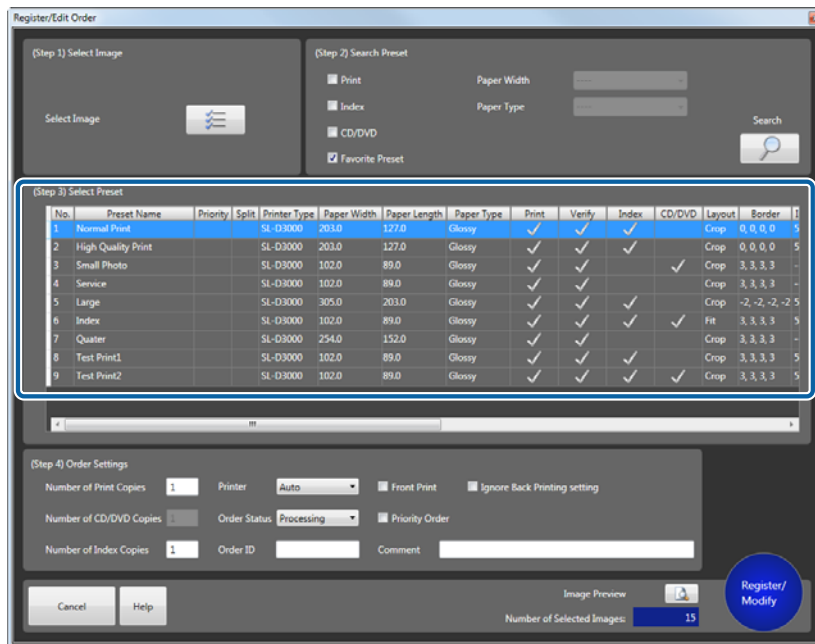 Register/Edit Order
(Step 1) Select Image
Select Image
(Step 2) Search Preset
Print
Paper Width
----
Index
Paper Type
----
CD/DVD
Favorite Preset
Search
(Step 3) Select Preset
No. Preset Name Priority Split Printer Type Paper Width Paper Length Paper Type Print Verify Index CD/DVD Layout Border I
1 Normal Print SL-D3000 203.0 127.0 Glossy Crop 0, 0, 0, 0 5
2 High Quality Print SL-D3000 203.0 127.0 Glossy Crop 0, 0, 0, 0 5
3 Small Photo SL-D3000 102.0 89.0 Glossy Crop 3, 3, 3, 3 -
4 Service SL-D3000 102.0 89.0 Glossy Crop 3, 3, 3, 3 -
5 Large SL-D3000 305.0 203.0 Glossy Crop -2, -2, -2, -2 5
6 Index SL-D3000 102.0 89.0 Glossy Fit 3, 3, 3, 3 5
7 Quater SL-D3000 254.0 152.0 Glossy Crop 3, 3, 3, 3 -
8 Test Print1 SL-D3000 102.0 89.0 Glossy Crop 3, 3, 3, 3 5
9 Test Print2 SL-D3000 102.0 89.0 Glossy Crop 3, 3, 3, 3 5
(Step 4) Order Settings
Number of Print Copies 1 Printer Auto Front Print Ignore Back Printing setting
Number of CD/DVD Copies 1 Order Status Processing Priority Order
Number of Index Copies 1 Order ID Comment
Cancel
Help
Image Preview
Number of Selected Images: 15
Register/
Modify